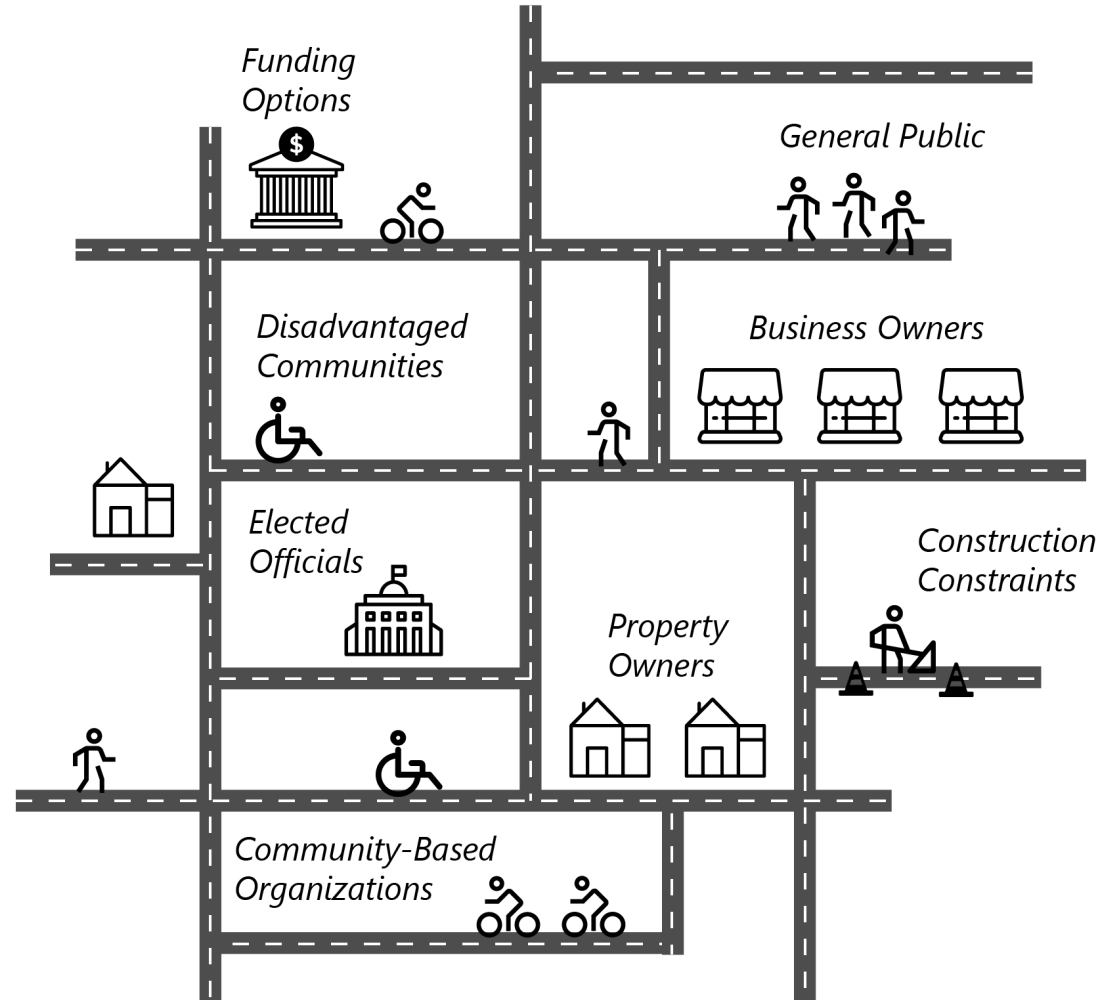 Funding
Options
$
General Public
Disadvantaged
Communities
Business Owners
Elected
Officials
Construction
Constraints
Property
Owners
Community-Based
Organizations